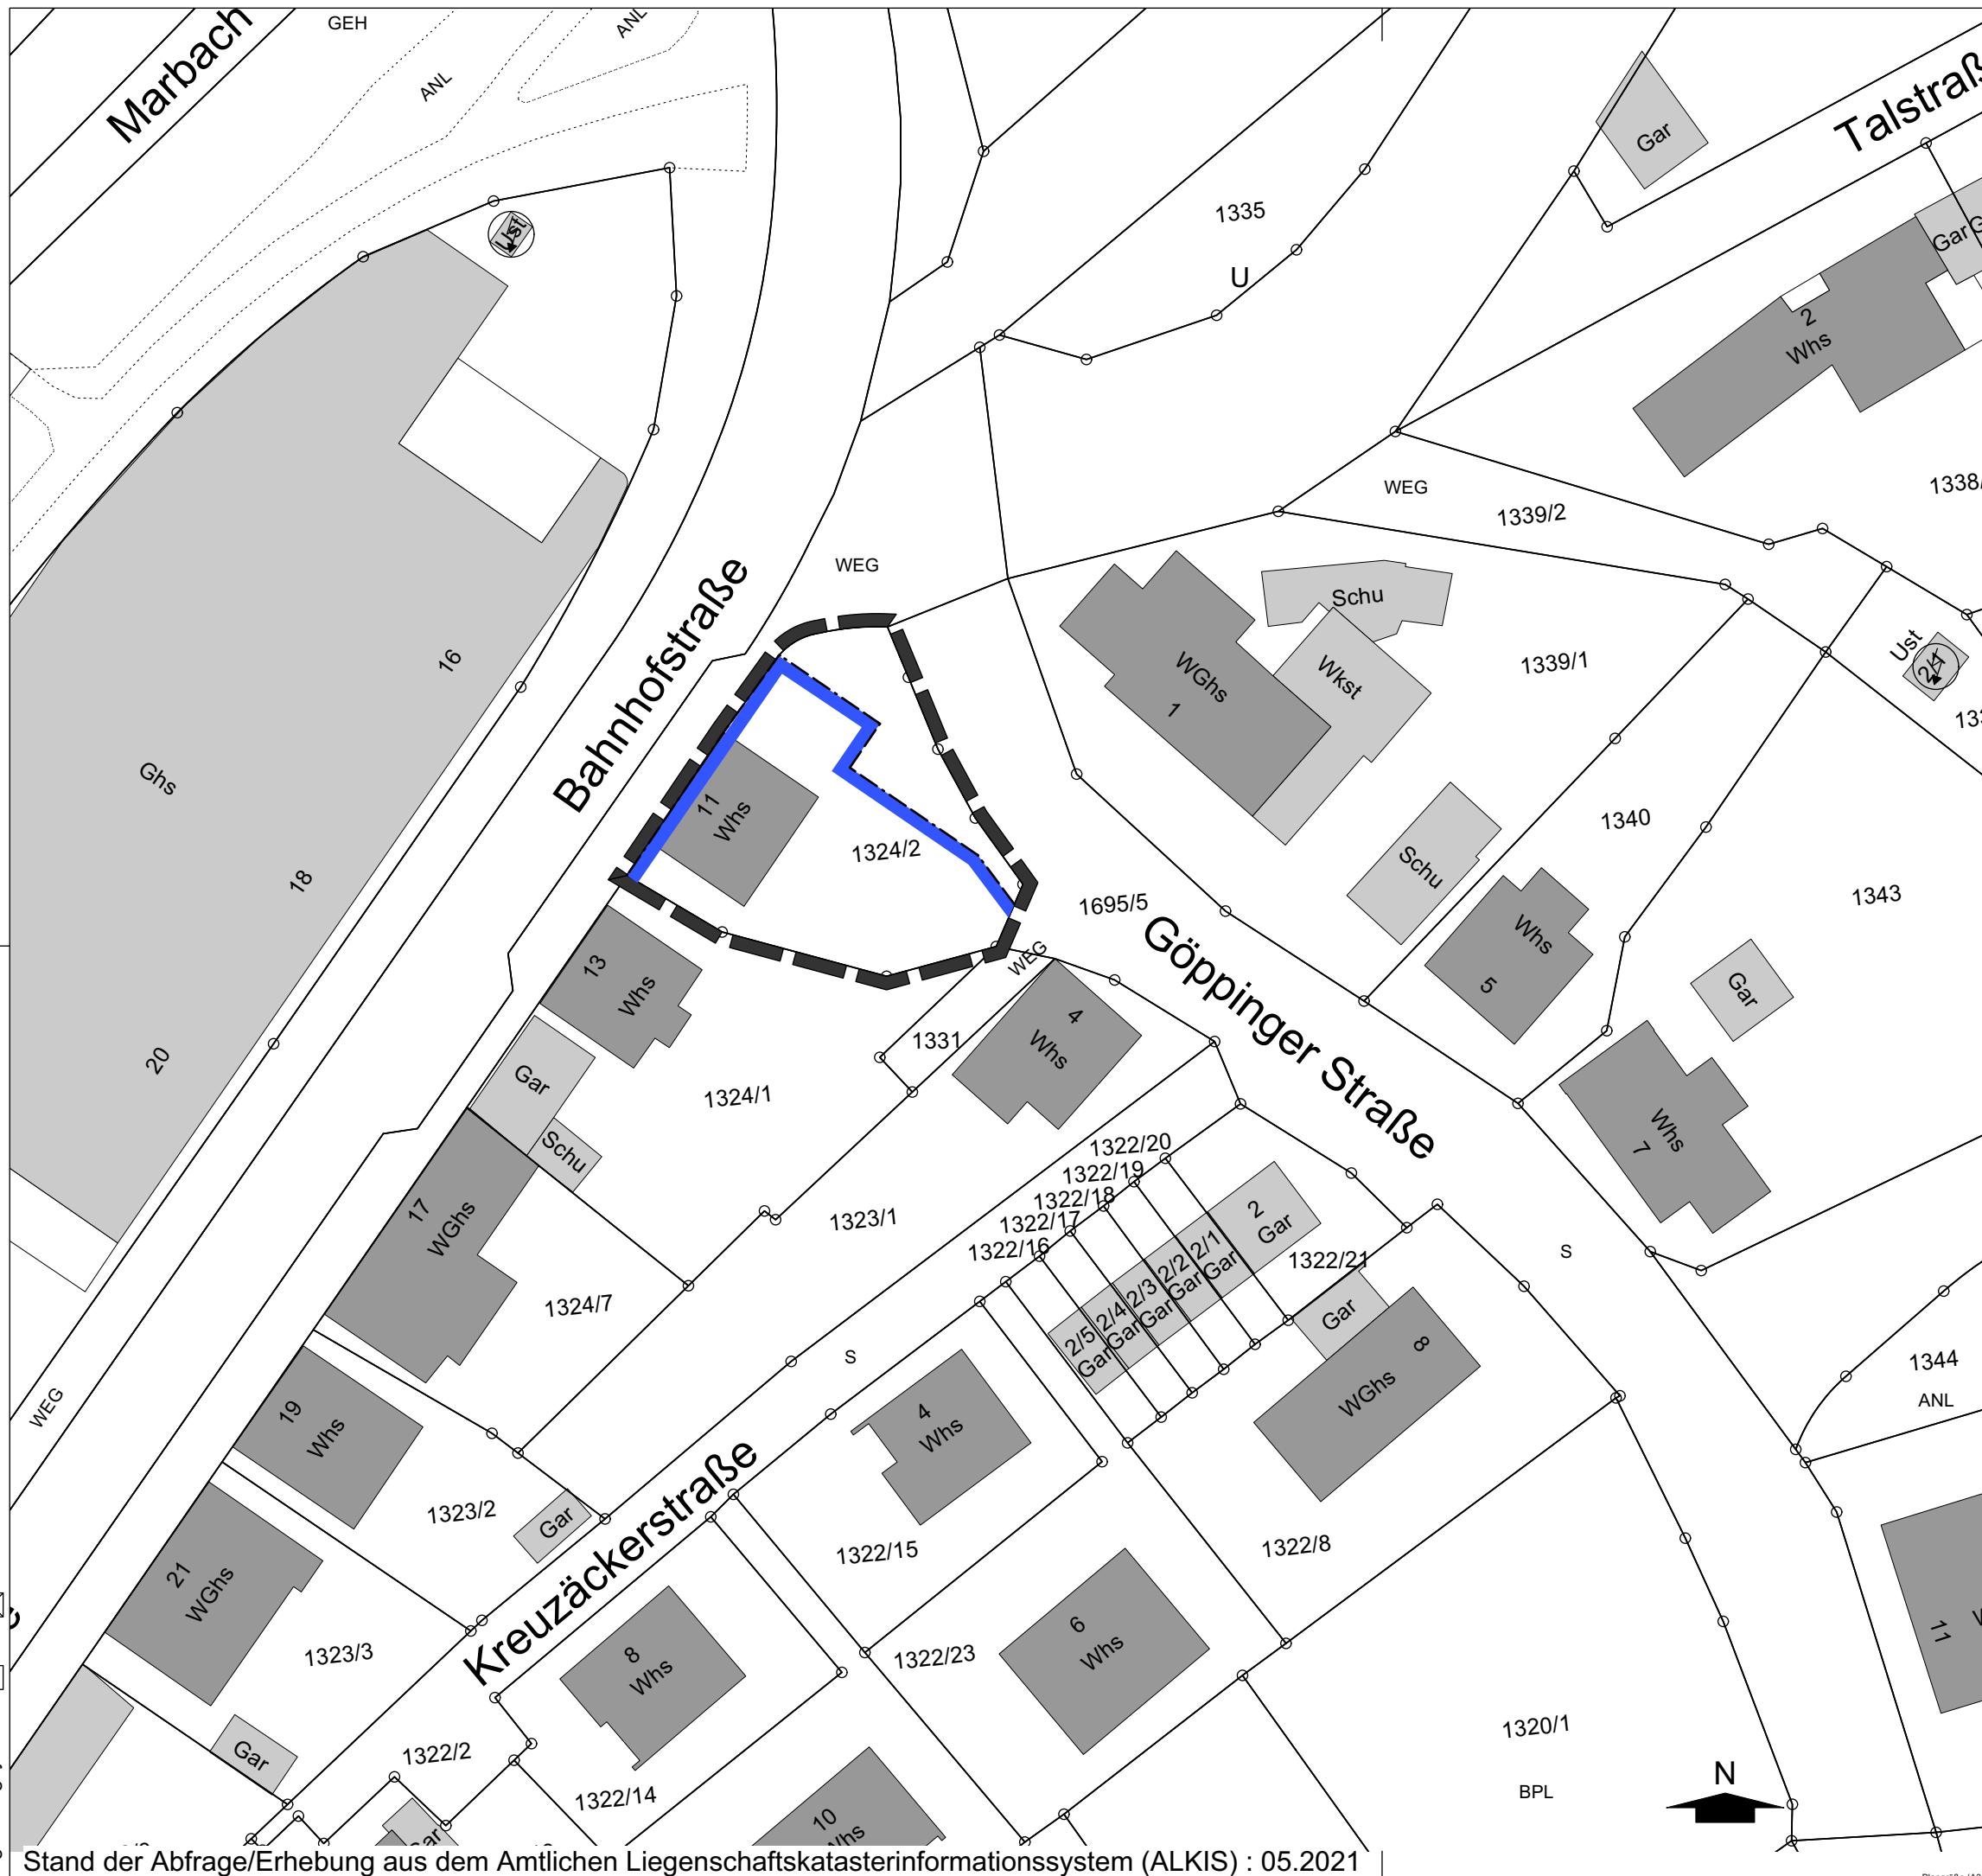 GEH
ANL
ANL
Marbach
Talstraß
Gar
Ust
1335
U
Gar
2
Whs
WEG
1339/2
1338/
WEG
Schu
Bahnhofstraße
16
WGhs
1
Wkst
1339/1
Ust
2/1
Ghs
11
Whs
1324/2
1340
18
Schu
1343
1695/5
Göppinger Straße
Whs
5
13
Whs
WEG
Gar
20
4
Whs
1331
Gar
1324/1
Whs
7
Schu
1322/20
1322/19
1322/18
1322/17
1322/16
17
WGhs
1323/1
2
Gar
2/1
Gar
2/2
Gar
2/3
Gar
2/4
Gar
2/5
Gar
1322/21
S
1324/7
Gar
8
WGhs
S
1344
ANL
WEG
19
Whs
4
Whs
1323/2
Gar
Kreuzäckerstraße
1322/15
1322/8
21
WGhs
6
Whs
11
1323/3
8
Whs
1322/23
1320/1
Gar
1322/2
N
1322/14
BPL
10
Stand der Abfrage/Erhebung aus dem Amtlichen Liegenschaftskatasterinformationssystem (ALKIS) : 05.2021